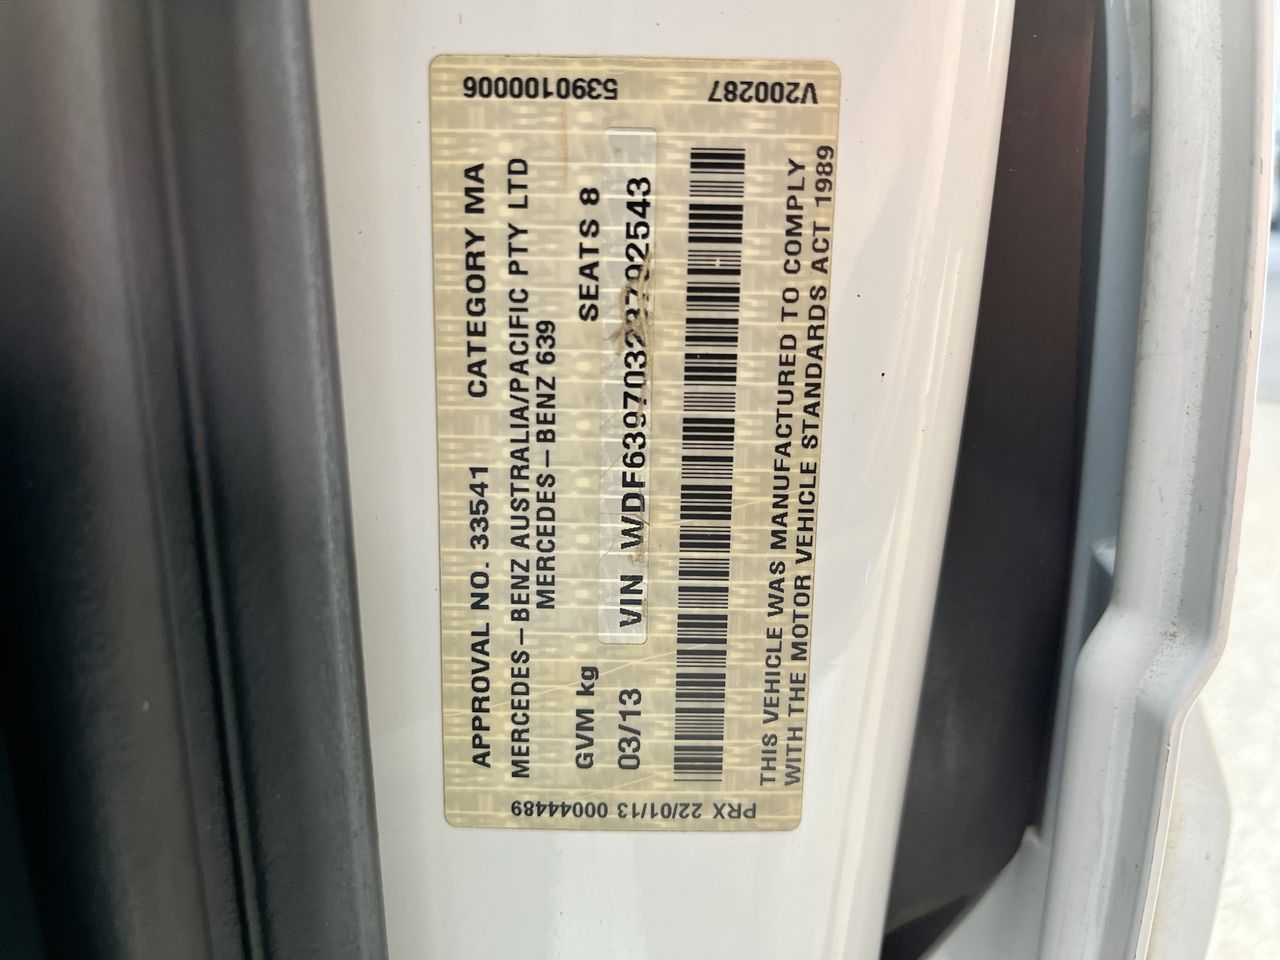 APPROVAL NO. 33541 CATEGORY MA
MERCEDES-BENZ AUSTRALIA/PACIFIC PTY LTD
MERCEDES-BENZ 639
GVM kg SEATS 8
03/13 VIN WDF63970323792543
THIS VEHICLE WAS MANUFACTURED TO COMPLY
WITH THE MOTOR VEHICLE STANDARDS ACT 1989
PRX 22/01/13 00044489
V200287 5390100006